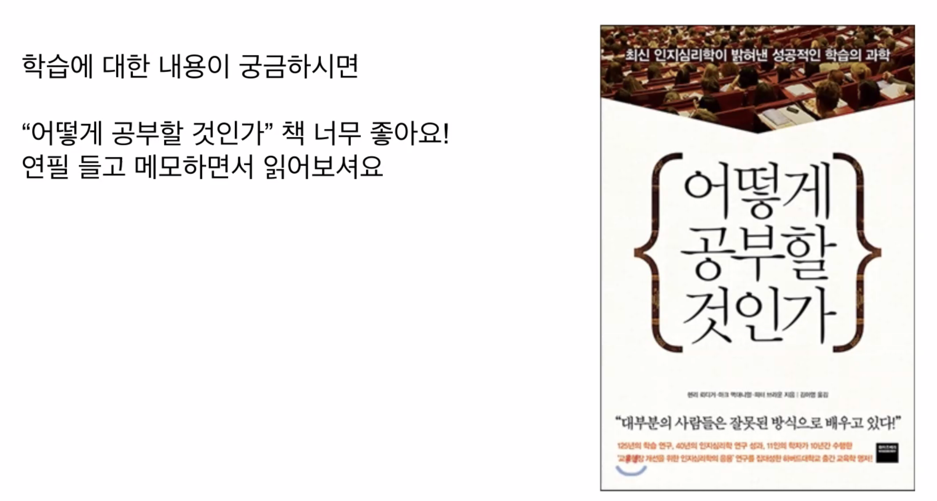 학습에 대한 내용이 궁금하시면
“어떻게 공부할 것인가” 책 너무 좋아요!
연필 들고 메모하면서 읽어보셔요
최신 인지심리학이 밝혀낸 성공적인 학습의 과학
어떻게
공부할
것인가
헨리 뢰디거·마크 맥대니얼·피터 브라운 지음 | 김아영 옮김
“대부분의 사람들은 잘못된 방식으로 배우고 있다!”
125년의 학습 연구, 40년의 인지심리학 연구 성과, 11인의 학자가 10년간 수행한
'교육현장 개선을 위한 인지심리학의 응용' 연구를 집대성한 하버드대학교 출간 교육학 명저!